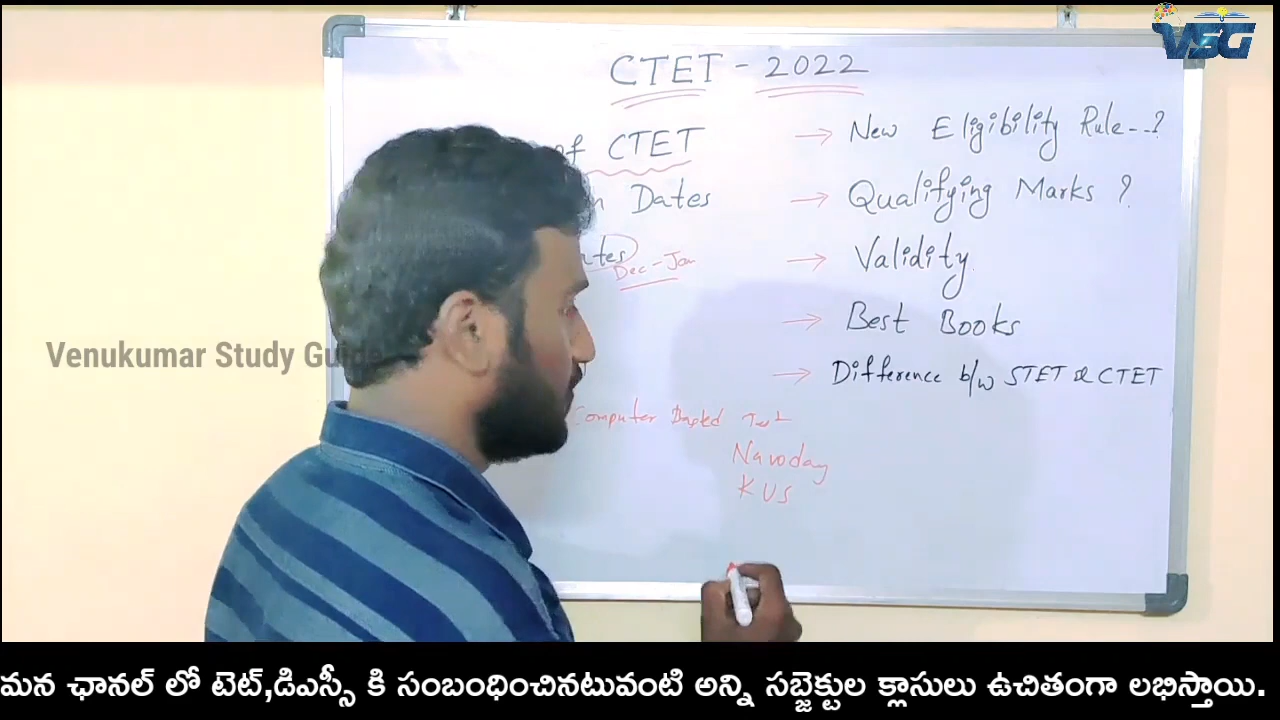 VSG
CTET - 2022
of CTET
Dates
Dec - Jan
→ New Eligibility Rule--?
→ Qualifying Marks ?
→ Validity
→ Best Books
→ Difference b/w STET & CTET
Computer Based Test
Navoday
KVS
Venukumar Study Guide
మన ఛానల్ లో టెట్,డిఎస్సీ కి సంబంధించినటువంటి అన్ని సబ్జెక్టుల క్లాసులు ఉచితంగా లభిస్తాయి.